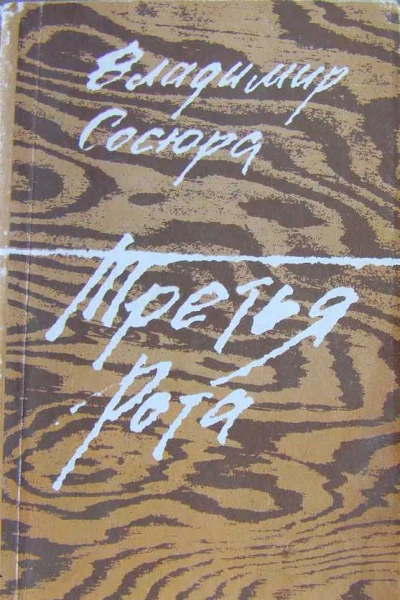 Владимир
Сосюра
Третья
Рота